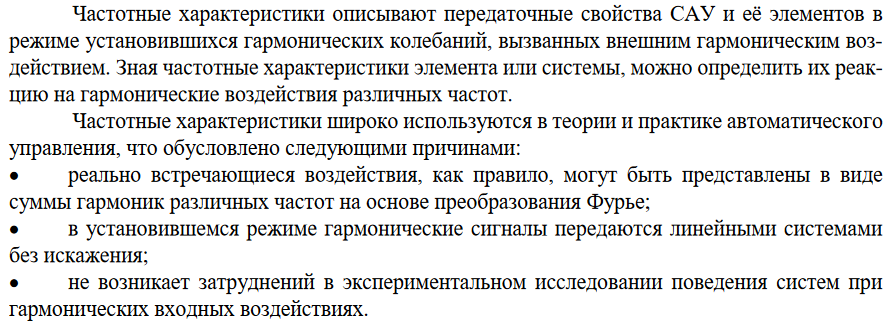 Частотные характеристики описывают передаточные свойства САУ и её элементов в
режиме установившихся гармонических колебаний, вызванных внешним гармоническим воз-
действием. Зная частотные характеристики элемента или системы, можно определить их реак-
цию на гармонические воздействия различных частот.
Частотные характеристики широко используются в теории и практике автоматического
управления, что обусловлено следующими причинами:
• реально встречающиеся воздействия, как правило, могут быть представлены в виде
суммы гармоник различных частот на основе преобразования Фурье;
• в установившемся режиме гармонические сигналы передаются линейными системами
без искажения;
• не возникает затруднений в экспериментальном исследовании поведения систем при
гармонических входных воздействиях.